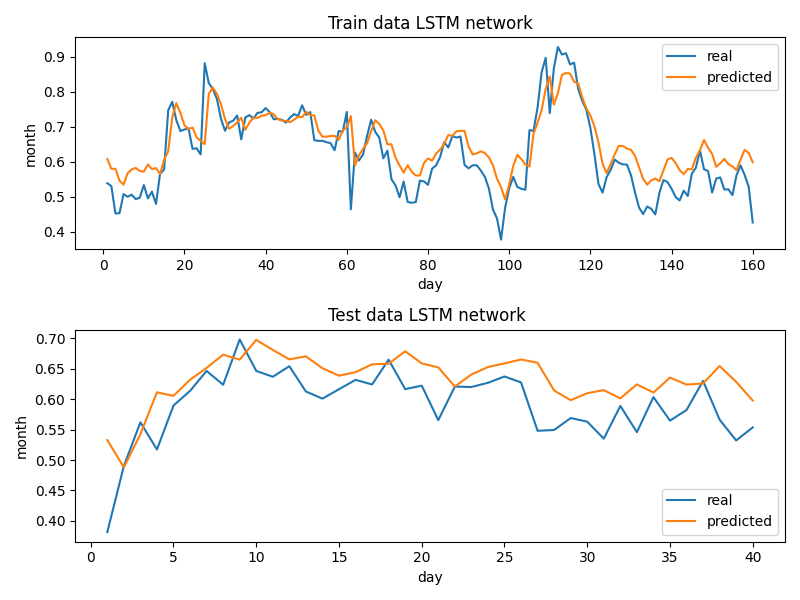 Train data LSTM network
0.9
0.8
0.7
0.6
0.5
0.4
month
real
predicted
0 20 40 60 80 100 120 140 160
day
Test data LSTM network
0.70
0.65
0.60
0.55
0.50
0.45
0.40
month
real
predicted
0 5 10 15 20 25 30 35 40
day